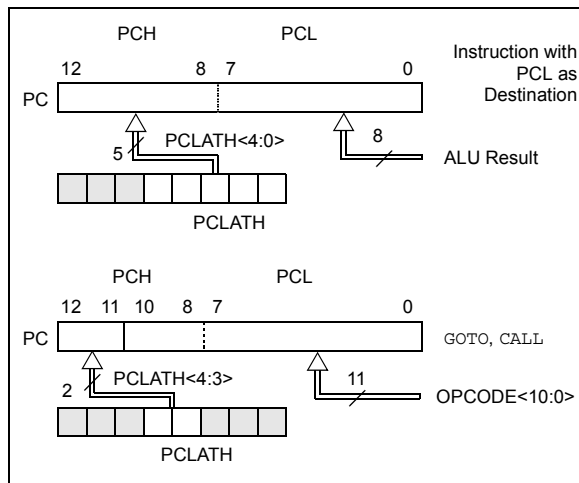 PCH PCL
12 8 7 0
Instruction with
PCL as
Destination
PC
5 PCLATH<4:0> 8
ALU Result
PCLATH
PCH PCL
12 11 10 8 7 0
PC
GOTO, CALL
2 PCLATH<4:3> 11
OPCODE<10:0>
PCLATH